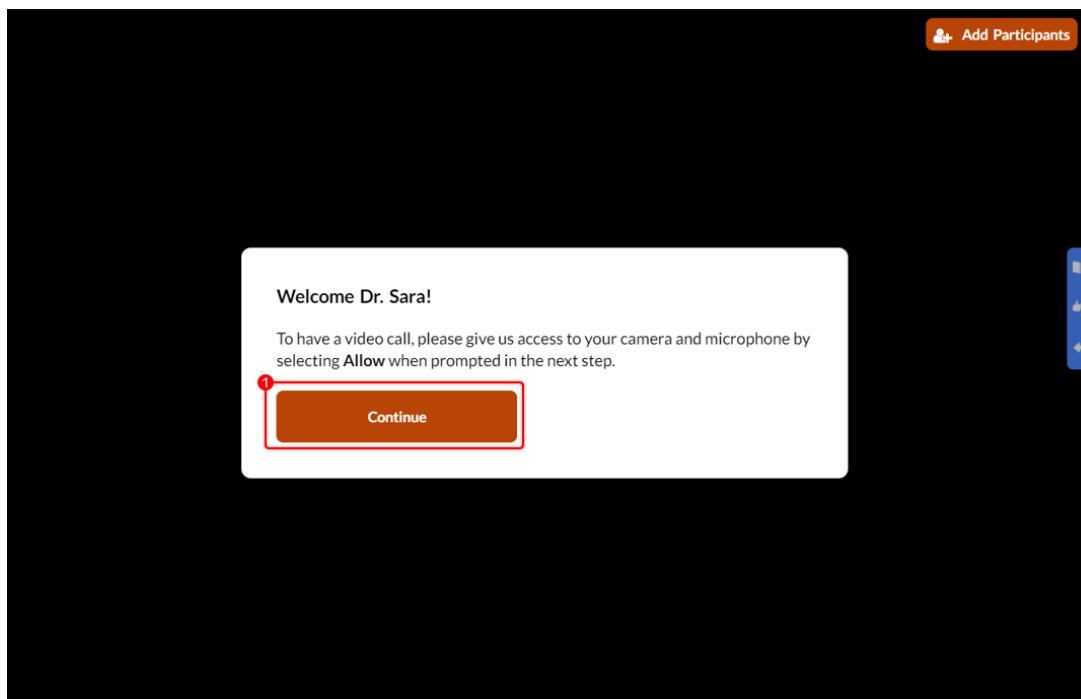 Add Participants
Welcome Dr. Sara!
To have a video call, please give us access to your camera and microphone by
selecting Allow when prompted in the next step.
1
Continue